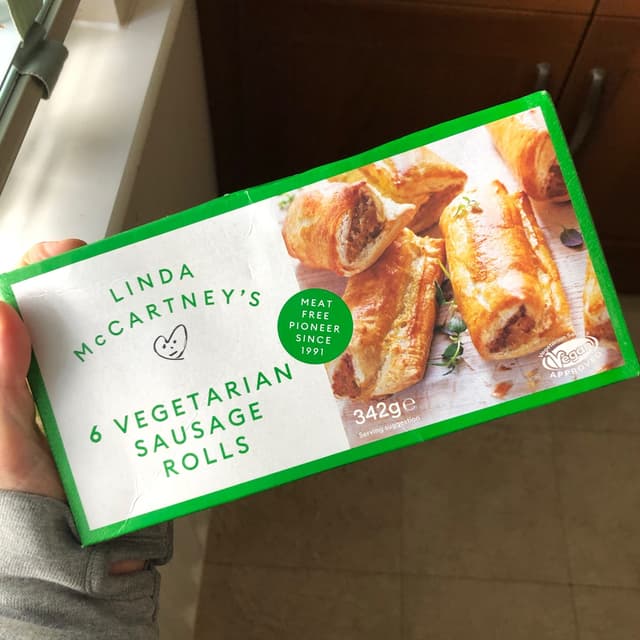 LINDA
McCARTNEY'S
6 VEGETARIAN
SAUSAGE
ROLLS
MEAT
FREE
PIONEER
SINCE
1991
342g e
Serving suggestion
Vegan
APPROVED